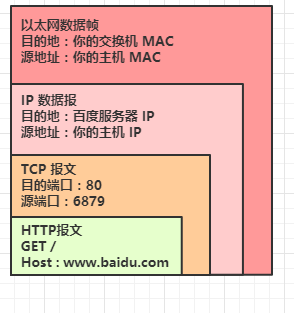 以太网数据帧
目的地：你的交换机 MAC
源地址：你的主机 MAC
IP 数据报
目的地：百度服务器 IP
源地址：你的主机 IP
TCP 报文
目的端口：80
源端口：6879
HTTP报文
GET /
Host : www.baidu.com